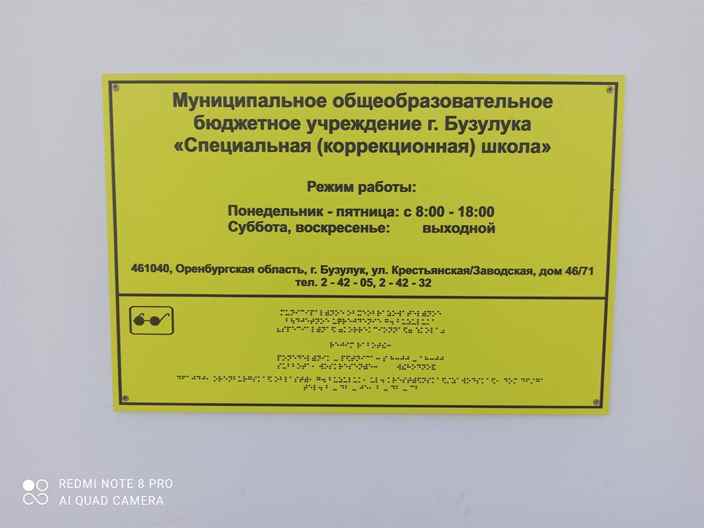 Муниципальное общеобразовательное
бюджетное учреждение г. Бузулука
«Специальная (коррекционная) школа»
Режим работы:
Понедельник - пятница: с 8:00 - 18:00
Суббота, воскресенье: выходной
461040, Оренбургская область, г. Бузулук, ул. Крестьянская/Заводская, дом 46/71
тел. 2 - 42 - 05, 2 - 42 - 32
REDMI NOTE 8 PRO
AI QUAD CAMERA